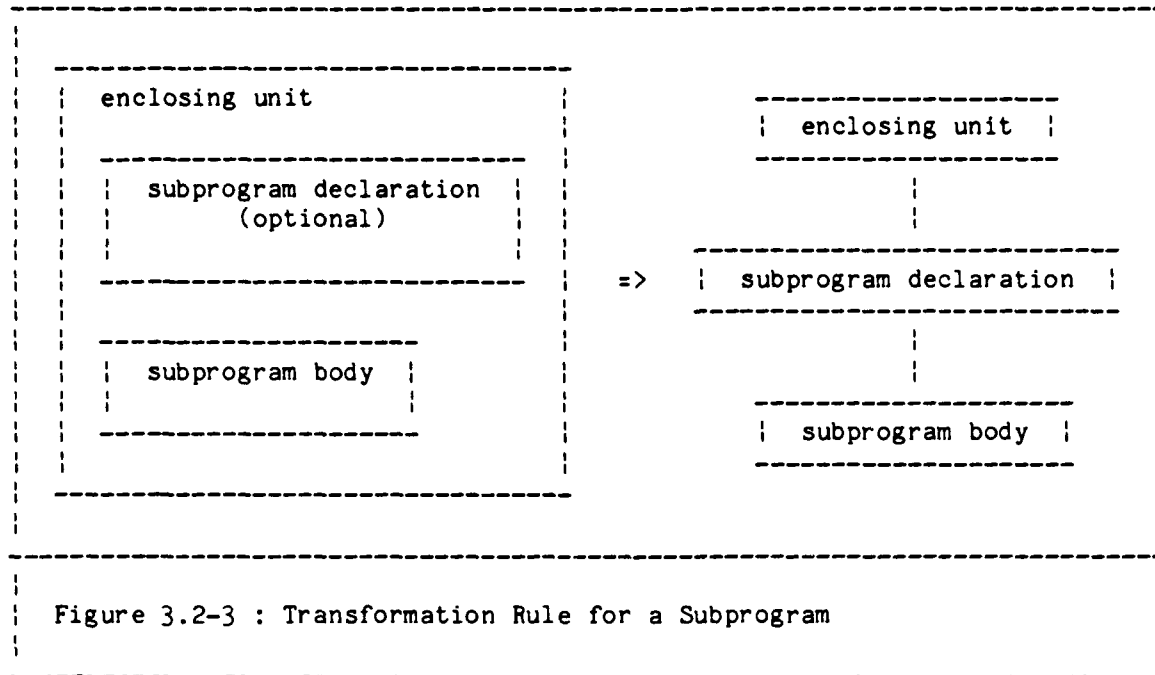 enclosing unit
subprogram declaration
(optional)
subprogram body
=>
enclosing unit
subprogram declaration
subprogram body
Figure 3.2-3 : Transformation Rule for a Subprogram